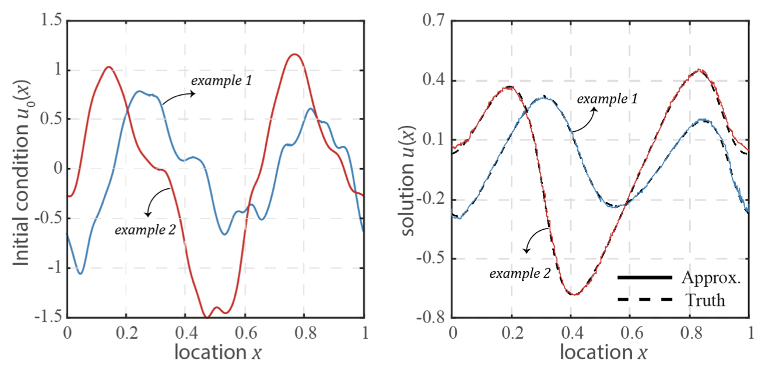 1.5
1
0.5
0
-0.5
-1
-1.5
0
0.2
0.4
0.6
0.8
1
Initial condition u₀(x)
location x
example 1
example 2
0.7
0.4
0.1
-0.2
-0.5
-0.8
0
0.2
0.4
0.6
0.8
1
solution u(x)
location x
example 1
example 2
Approx.
Truth